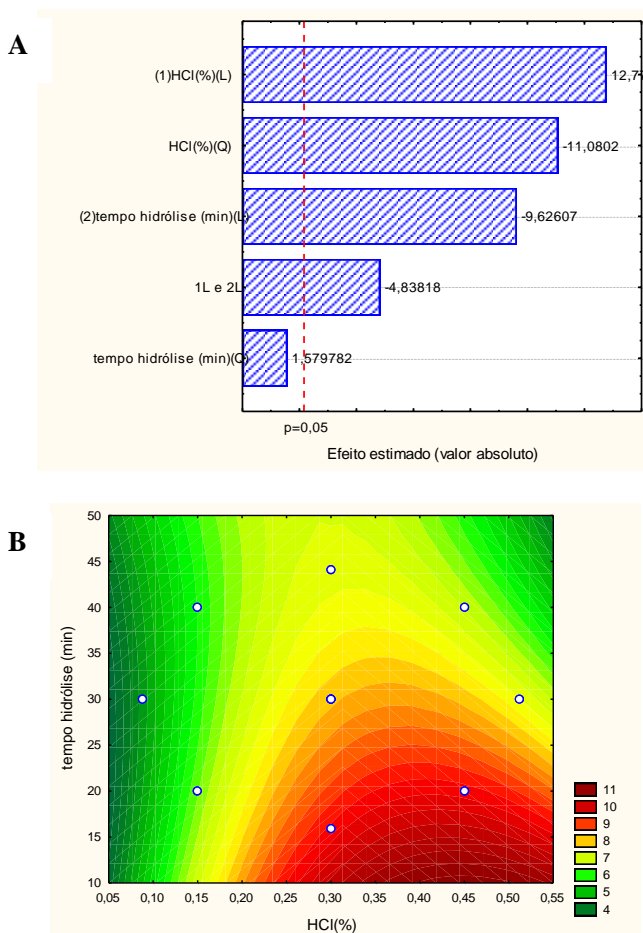 A
(1)HCl(%)(L)
12,7
HCl(%)(Q)
-11,0802
(2)tempo hidrólise (min)(L)
-9,62607
1L e 2L
-4,83818
tempo hidrólise (min)(Q)
1,579782
p=0,05
Efeito estimado (valor absoluto)
B
50
45
40
35
30
25
20
15
10
tempo hidrólise (min)
0,05 0,10 0,15 0,20 0,25 0,30 0,35 0,40 0,45 0,50 0,55
HCl(%)
11
10
9
8
7
6
5
4